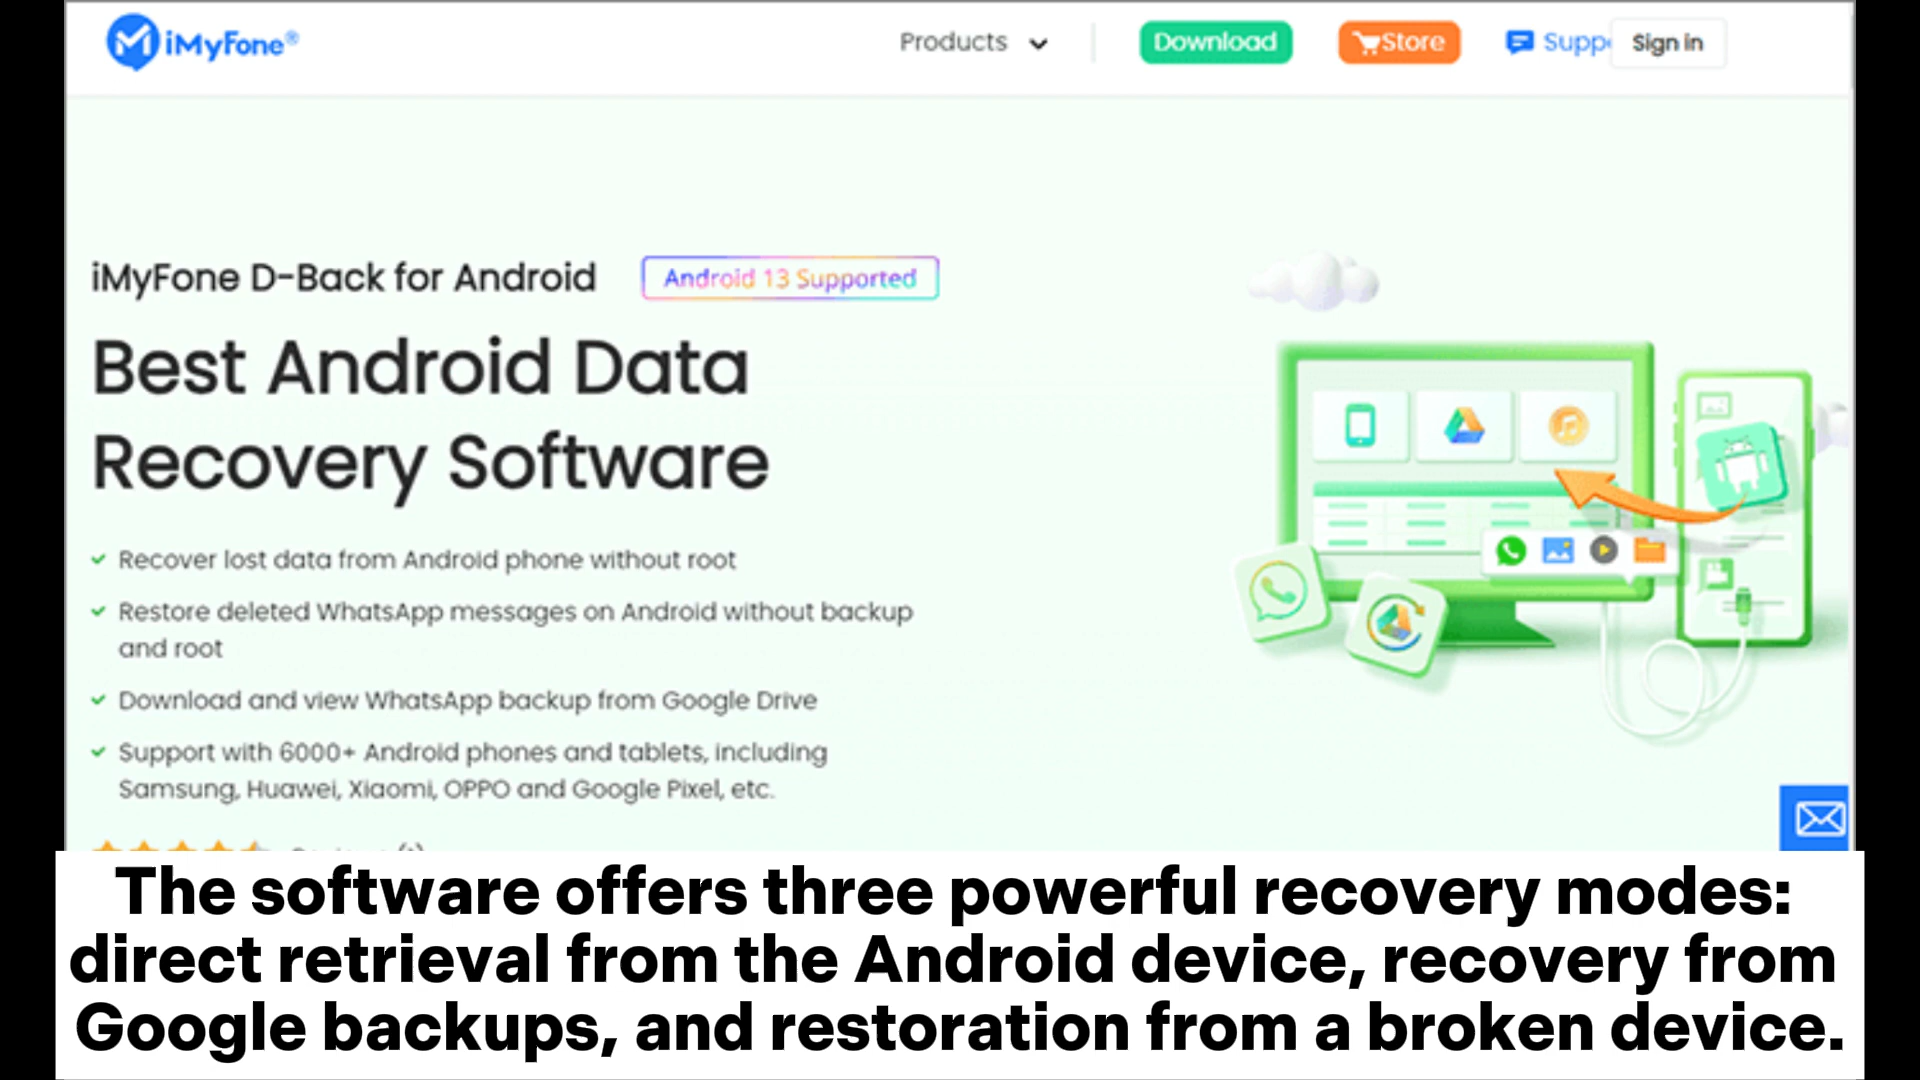 iMyFone®
Products
Download
Store
Supp
Sign in
iMyFone D-Back for Android
Android 13 Supported
Best Android Data
Recovery Software
Recover lost data from Android phone without root
Restore deleted WhatsApp messages on Android without backup
and root
Download and view WhatsApp backup from Google Drive
Support with 6000+ Android phones and tablets, including
Samsung, Huawei, Xiaomi, OPPO and Google Pixel, etc.
The software offers three powerful recovery modes:
direct retrieval from the Android device, recovery from
Google backups, and restoration from a broken device.